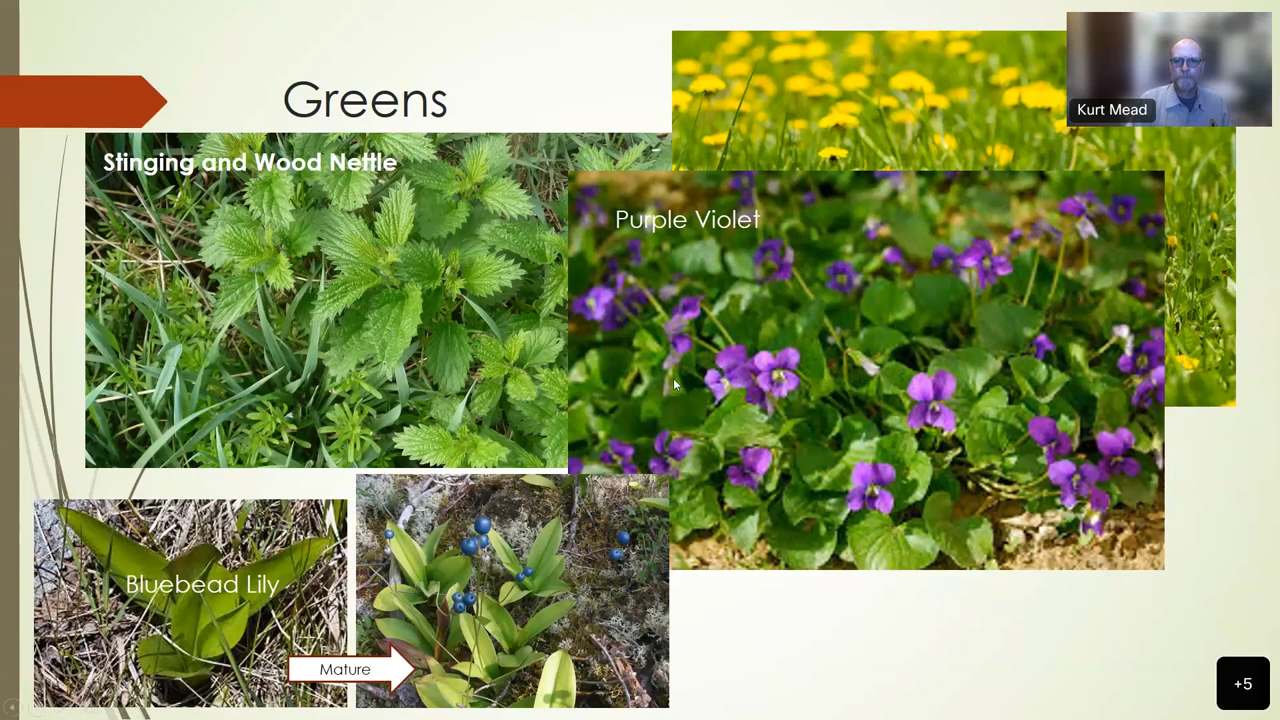 Greens
Kurt Mead
Stinging and Wood Nettle
Purple Violet
Bluebead Lily
Mature
+5